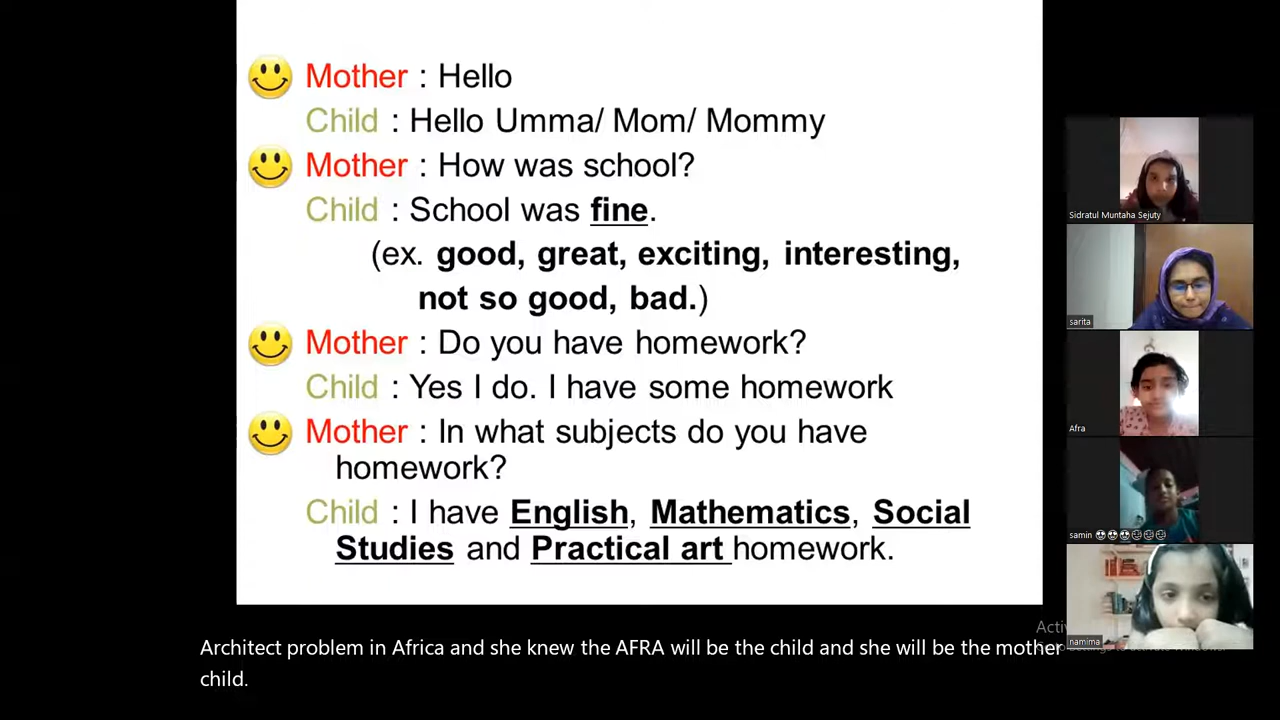 Mother : Hello
Child : Hello Umma/ Mom/ Mommy
Mother : How was school?
Child : School was fine.
(ex. good, great, exciting, interesting,
not so good, bad.)
Mother : Do you have homework?
Child : Yes I do. I have some homework
Mother : In what subjects do you have
homework?
Child : I have English, Mathematics, Social
Studies and Practical art homework.
Sidratul Muntaha Sejuty
sarita
Afra
samin
namima
Architect problem in Africa and she knew the AFRA will be the child and she will be the mother
child.